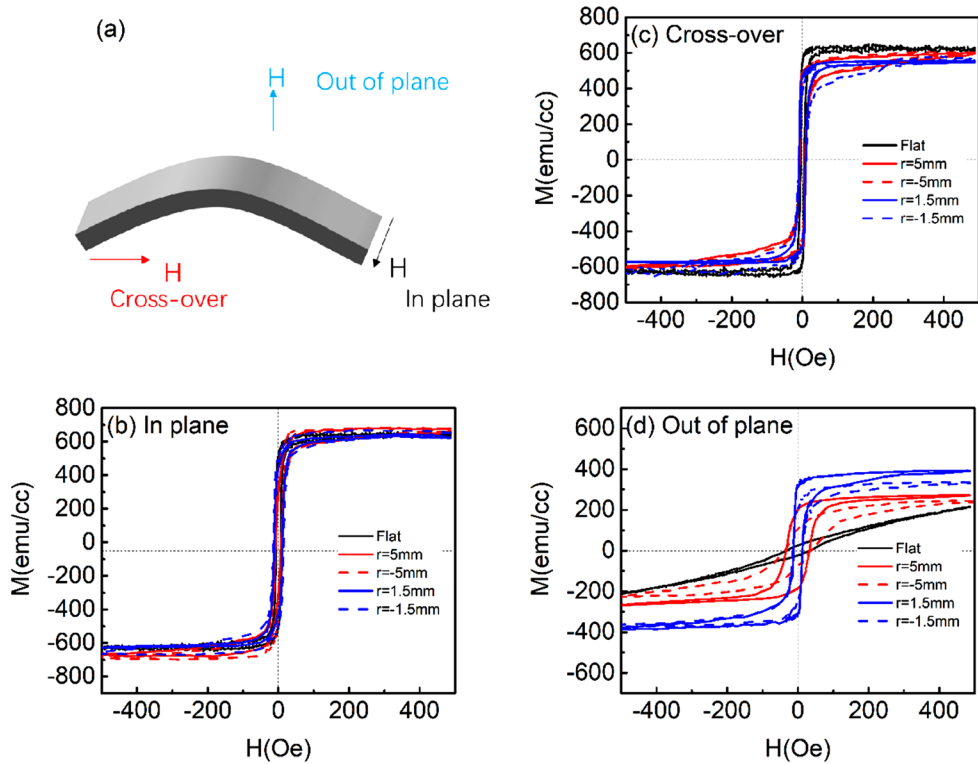 (a)
H
Out of plane
H
Cross-over
H
In plane
(c) Cross-over
M(emu/cc)
800
600
400
200
0
-200
-400
-600
-800
Flat
r=5mm
r=-5mm
r=1.5mm
r=-1.5mm
-400 -200 0 200 400
H(Oe)
(b) In plane
M(emu/cc)
800
600
400
200
0
-200
-400
-600
-800
Flat
r=5mm
r=-5mm
r=1.5mm
r=-1.5mm
-400 -200 0 200 400
H(Oe)
(d) Out of plane
M(emu/cc)
600
400
200
0
-200
-400
-600
Flat
r=5mm
r=-5mm
r=1.5mm
r=-1.5mm
-400 -200 0 200 400
H(Oe)